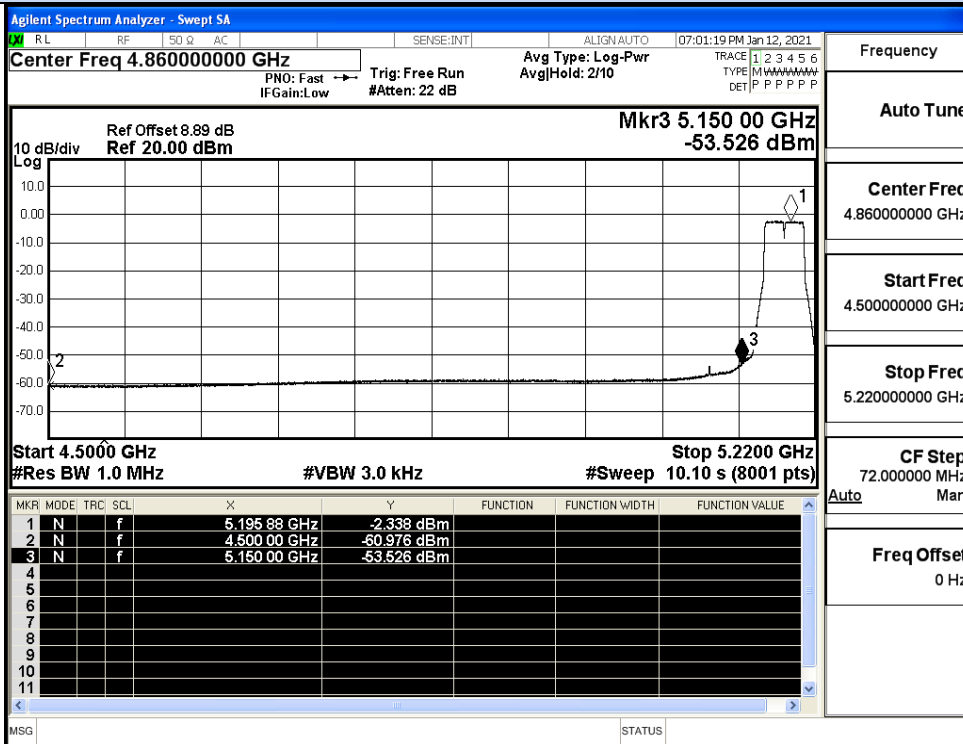 Agilent Spectrum Analyzer - Swept SA
LXI RL RF 50 Ω AC SENSE:INT ALIGNAUTO 07:01:19 PM Jan 12, 2021
Center Freq 4.860000000 GHz
PNO: Fast
IFGain:Low
Trig: Free Run
#Atten: 22 dB
Avg Type: Log-Pwr
Avg|Hold: 2/10
TRACE 1 2 3 4 5 6
TYPE M WWWWW
DET P P P P P P
Mkr3 5.150 00 GHz
-53.526 dBm
Ref Offset 8.89 dB
10 dB/div Ref 20.00 dBm
Log
10.0
0.00
-10.0
-20.0
-30.0
-40.0
-50.0
-60.0
-70.0
1
2
3
Start 4.5000 GHz Stop 5.2200 GHz
#Res BW 1.0 MHz #VBW 3.0 kHz #Sweep 10.10 s (8001 pts)
MKR MODE TRC SCL X Y FUNCTION FUNCTION WIDTH FUNCTION VALUE
1 N f 5.195 88 GHz -2.338 dBm
2 N f 4.500 00 GHz -60.976 dBm
3 N f 5.150 00 GHz -53.526 dBm
4
5
6
7
8
9
10
11
MSG STATUS
Frequency
Auto Tune
Center Freq
4.860000000 GHz
Start Freq
4.500000000 GHz
Stop Freq
5.220000000 GHz
CF Step
72.000000 MHz
Auto Man
Freq Offset
0 Hz